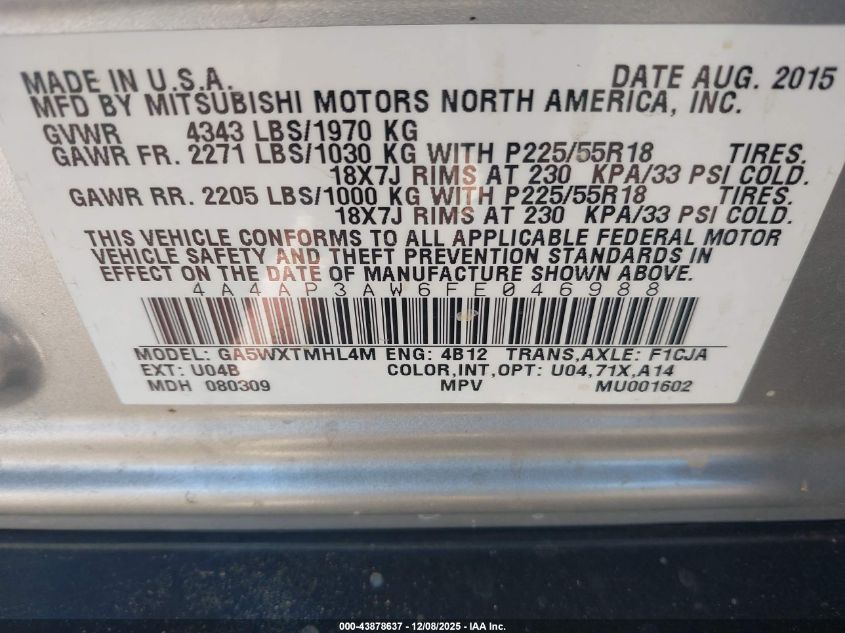 MADE IN U.S.A. DATE AUG. 2015
MFD BY MITSUBISHI MOTORS NORTH AMERICA, INC.
GVWR 4343 LBS/1970 KG
GAWR FR. 2271 LBS/1030 KG WITH P225/55R18 TIRES.
18X7J RIMS AT 230 KPA/33 PSI COLD.
GAWR RR. 2205 LBS/1000 KG WITH P225/55R18 TIRES.
18X7J RIMS AT 230 KPA/33 PSI COLD.
THIS VEHICLE CONFORMS TO ALL APPLICABLE FEDERAL MOTOR
VEHICLE SAFETY AND THEFT PREVENTION STANDARDS IN
EFFECT ON THE DATE OF MANUFACTURE SHOWN ABOVE.
4A4AP3AW6FE046988
MODEL: GA5WXTMHL4M ENG: 4B12 TRANS,AXLE: F1CJA
EXT: U04B COLOR,INT,OPT: U04,71X,A14
MDH 080309 MPV MU001602
000-43878637 - 12/08/2025 - IAA Inc.